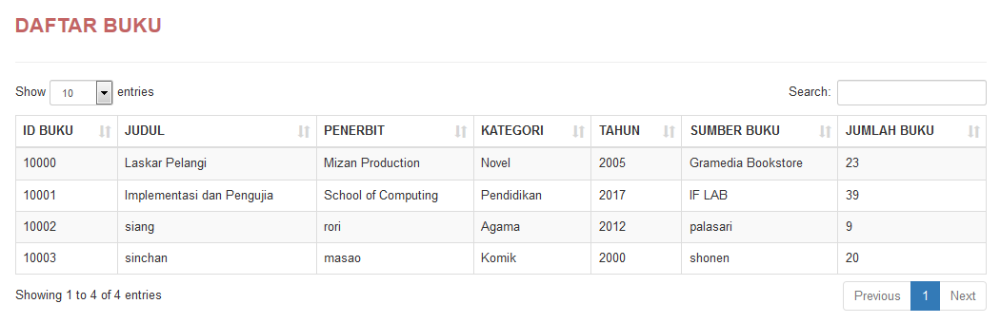 DAFTAR BUKU
Show 10 entries Search:
ID BUKU JUDUL PENERBIT KATEGORI TAHUN SUMBER BUKU JUMLAH BUKU
10000 Laskar Pelangi Mizan Production Novel 2005 Gramedia Bookstore 23
10001 Implementasi dan Pengujia School of Computing Pendidikan 2017 IF LAB 39
10002 siang rori Agama 2012 palasari 9
10003 sinchan masao Komik 2000 shonen 20
Showing 1 to 4 of 4 entries Previous 1 Next